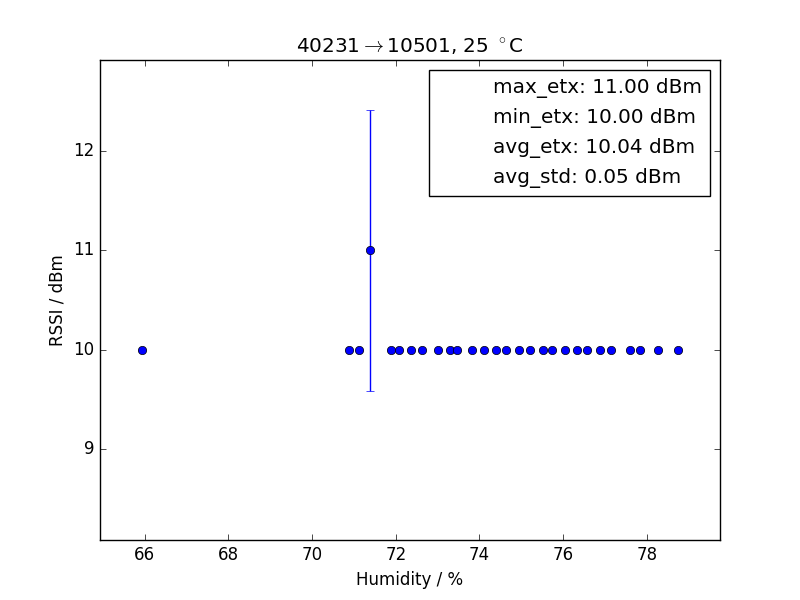 40231→10501, 25 °C
max_etx: 11.00 dBm
min_etx: 10.00 dBm
avg_etx: 10.04 dBm
avg_std: 0.05 dBm
RSSI / dBm
12
11
10
9
66 68 70 72 74 76 78
Humidity / %